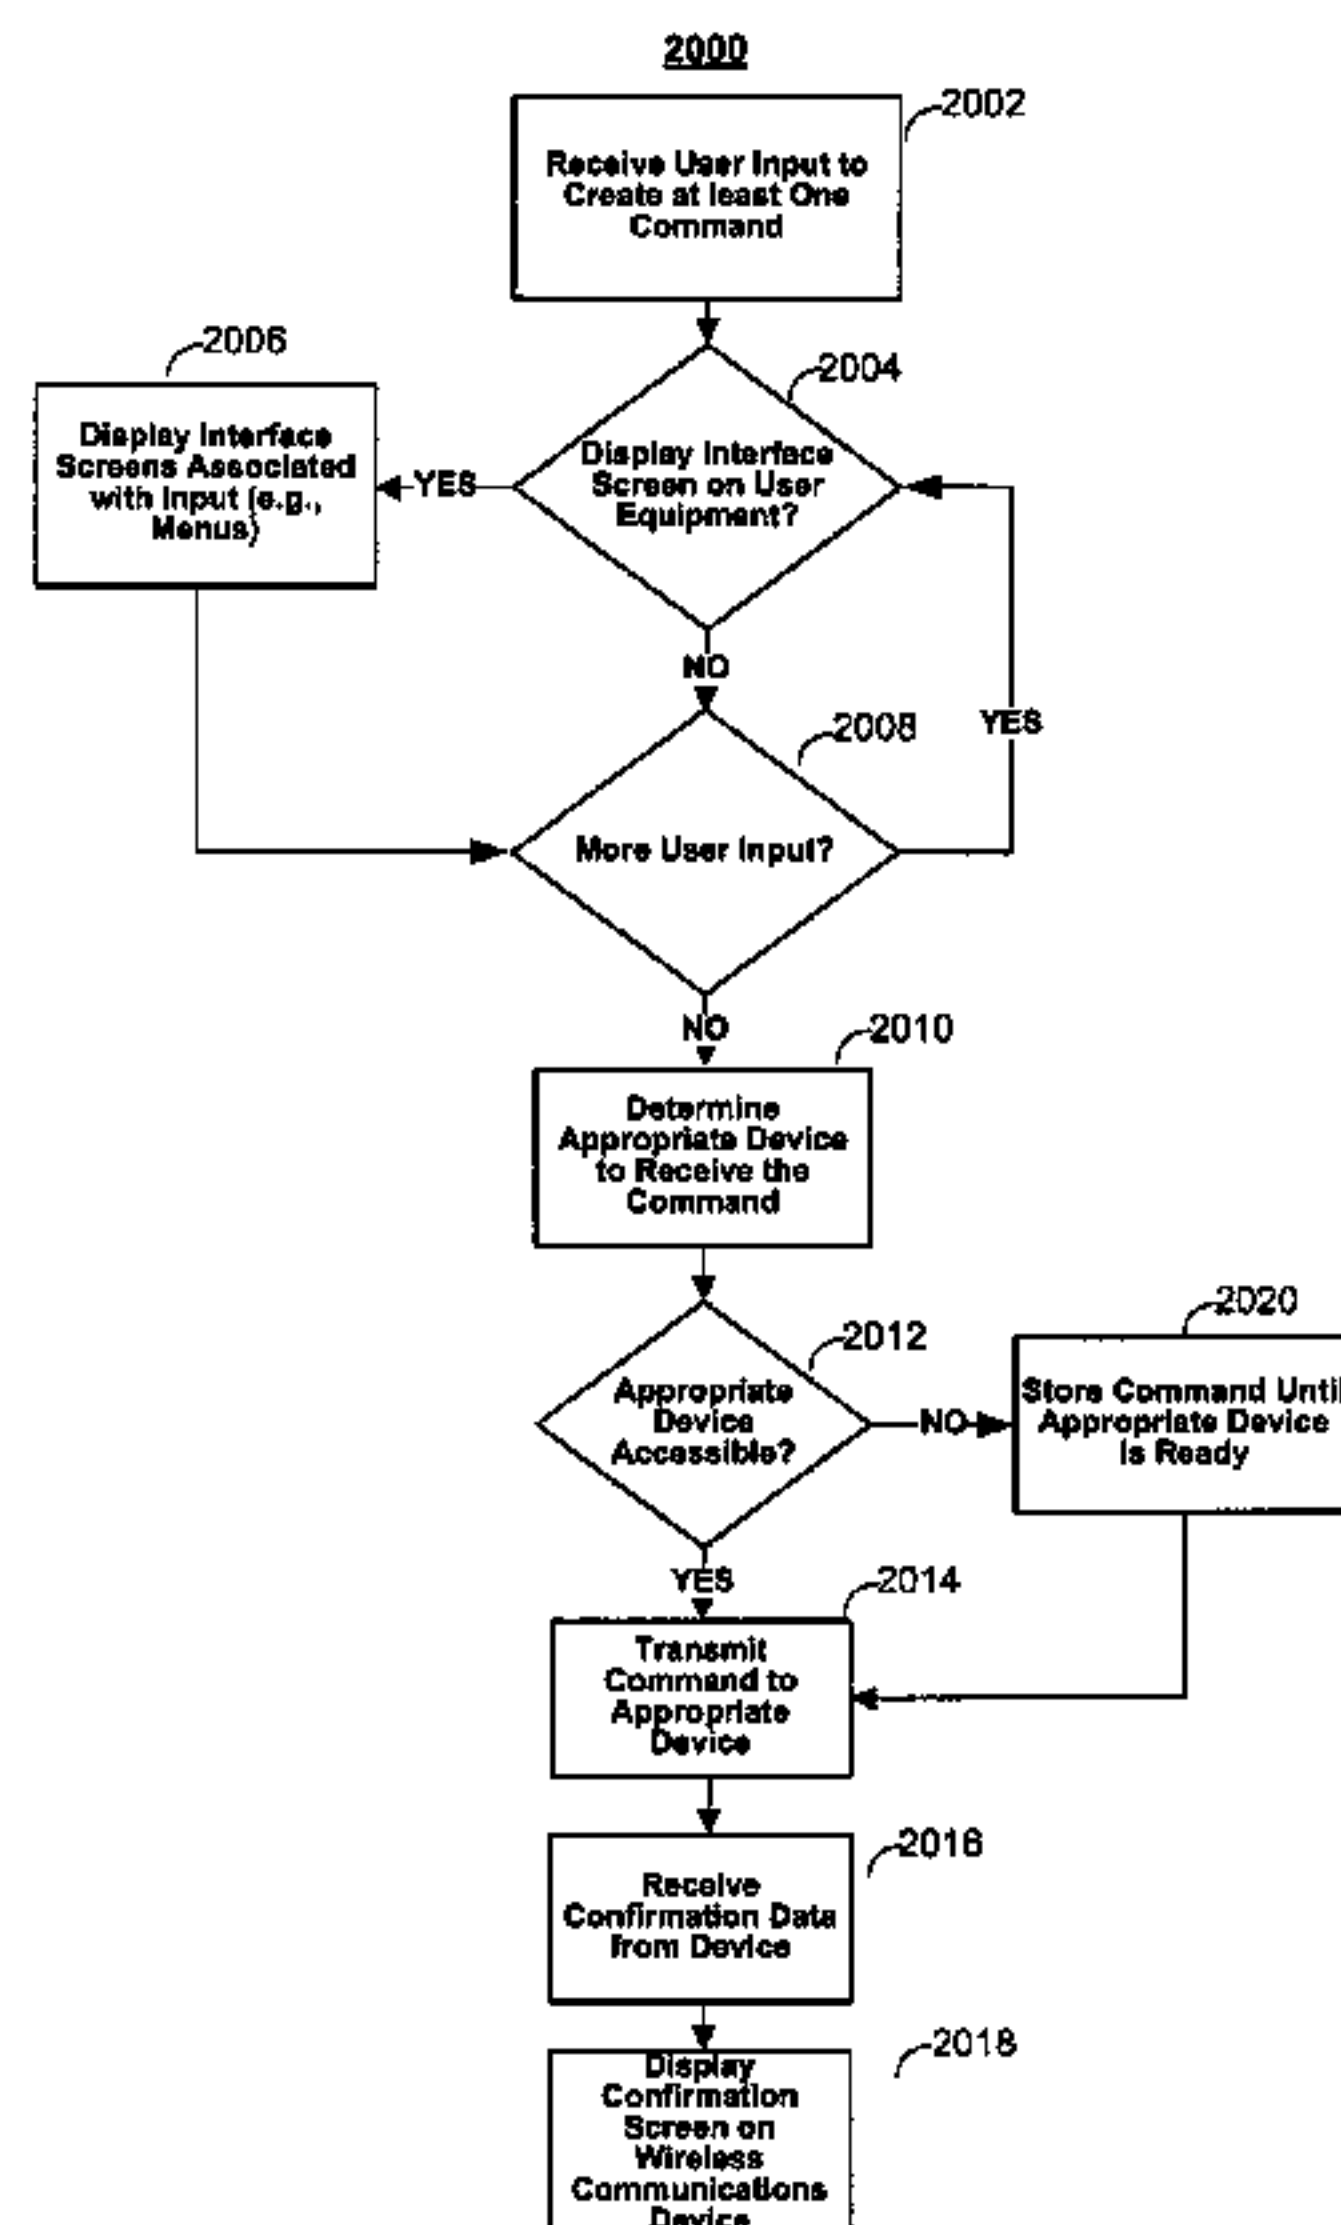 2000
2002
Receive User Input to
Create at least One
Command
2006
2004
Display Interface
Screens Associated
with Input (e.g.,
Menus)
YES
Display Interface
Screen on User
Equipment?
NO
2008
YES
More User Input?
NO
2010
Determine
Appropriate Device
to Receive the
Command
2020
2012
Appropriate
Device
Accessible?
NO
Store Command Until
Appropriate Device
is Ready
YES
2014
Transmit
Command to
Appropriate
Device
2016
Receive
Confirmation Data
from Device
2018
Display
Confirmation
Screen on
Wireless
Communications
Device